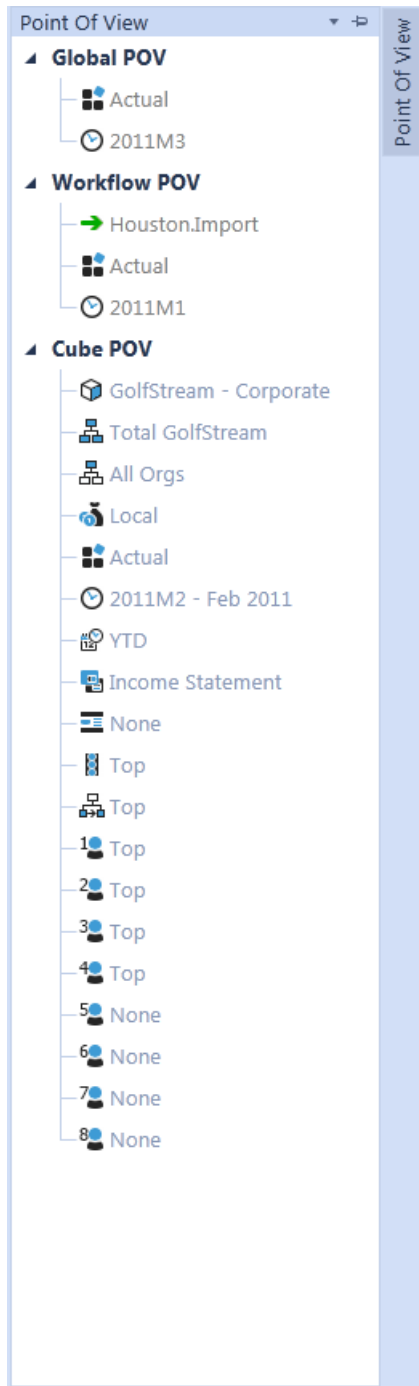 Point Of View
Point Of View
Global POV
Actual
2011M3
Workflow POV
Houston.Import
Actual
2011M1
Cube POV
GolfStream - Corporate
Total GolfStream
All Orgs
Local
Actual
2011M2 - Feb 2011
12 YTD
Income Statement
None
Top
Top
1 Top
2 Top
3 Top
4 Top
5 None
6 None
7 None
8 None